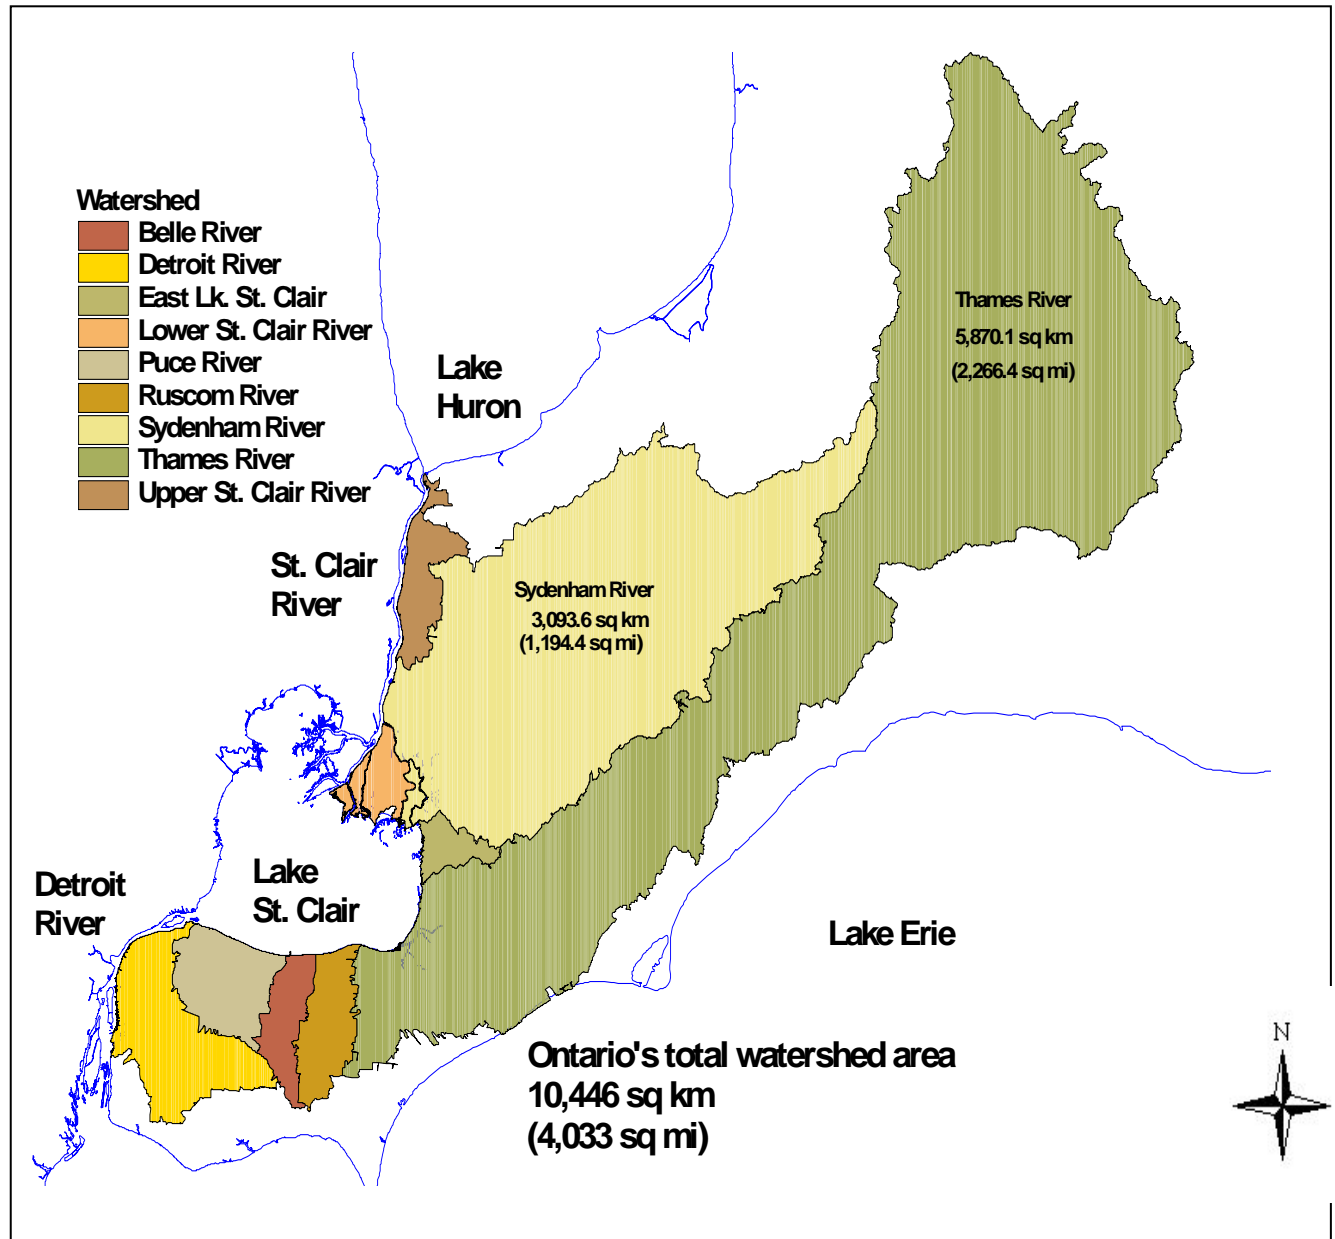 Watershed
Belle River
Detroit River
East Lk. St. Clair
Lower St. Clair River
Puce River
Ruscom River
Sydenham River
Thames River
Upper St. Clair River
Lake
Huron
Thames River
5,870.1 sq km
(2,266.4 sq mi)
St. Clair
River
Sydenham River
3,093.6 sq km
(1,194.4 sq mi)
Detroit
River
Lake
St. Clair
Lake Erie
Ontario's total watershed area
10,446 sq km
(4,033 sq mi)
N